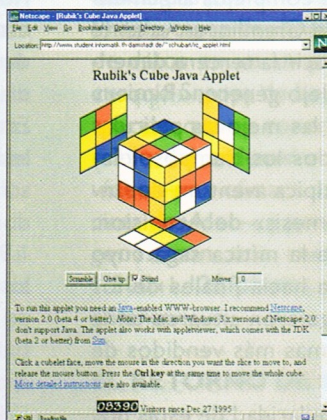 Netscape - [Rubik's Cube Java Applet]
File Edit View Go Bookmarks Options Directory Window Help
Location: http://www.student.informatik.th-darmstadt.de/~schubart/rc_applet.html
N
Rubik's Cube Java Applet
Scramble Give up Sound Moves: 0
To run this applet you need an Java-enabled WWW-browser. I recommend Netscape,
version 2.0 (beta 4 or better). Note: The Mac and Windows 3.x versions of Netscape 2.0
don't support Java. The applet also works with appletviewer, which comes with the JDK
(beta 2 or better) from Sun.
Click a cubelet face, move the mouse in the direction you want the slice to move to, and
release the mouse button. Press the Ctrl key at the same time to move the whole cube.
More detailed instructions are also available.
08390 Visitors since Dec 27 1995